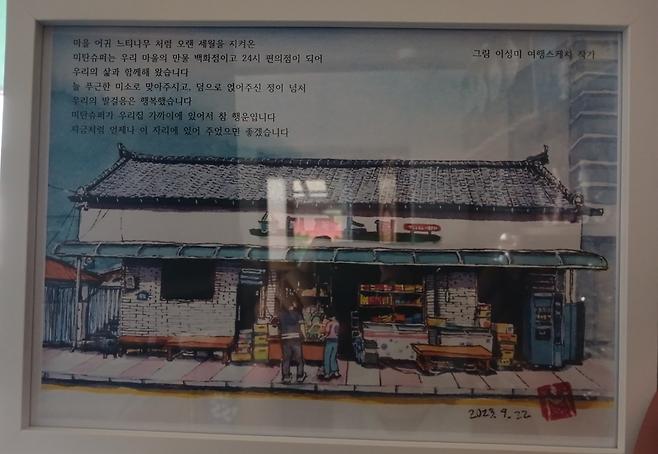 마을 어귀 느티나무 처럼 오랜 세월을 지켜온
미탄슈퍼는 우리 마을의 만물 백화점이고 24시 편의점이 되어
우리의 삶과 함께해 왔습니다
늘 푸근한 미소로 맞아주시고, 덤으로 얹어주신 정이 넘쳐
우리의 발걸음은 행복했습니다
미탄슈퍼가 우리집 가까이에 있어서 참 행운입니다
지금처럼 언제나 이 자리에 있어 주었으면 좋겠습니다
그림 이성미 여행스케치 작가
2023. 9. 22